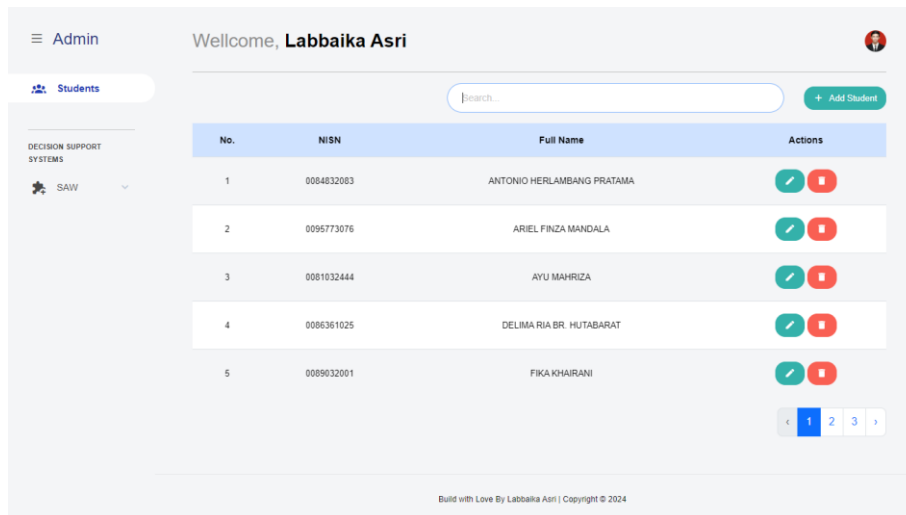 Admin
Wellcome, Labbaika Asri
Students
Search...
+ Add Student
DECISION SUPPORT
SYSTEMS
SAW
No. NISN Full Name Actions
1 0084832083 ANTONIO HERLAMBANG PRATAMA
2 0095773076 ARIEL FINZA MANDALA
3 0081032444 AYU MAHRIZA
4 0086361025 DELIMA RIA BR. HUTABARAT
5 0089032001 FIKA KHAIRANI
‹ 1 2 3 ›
Build with Love By Labbaika Asri | Copyright © 2024